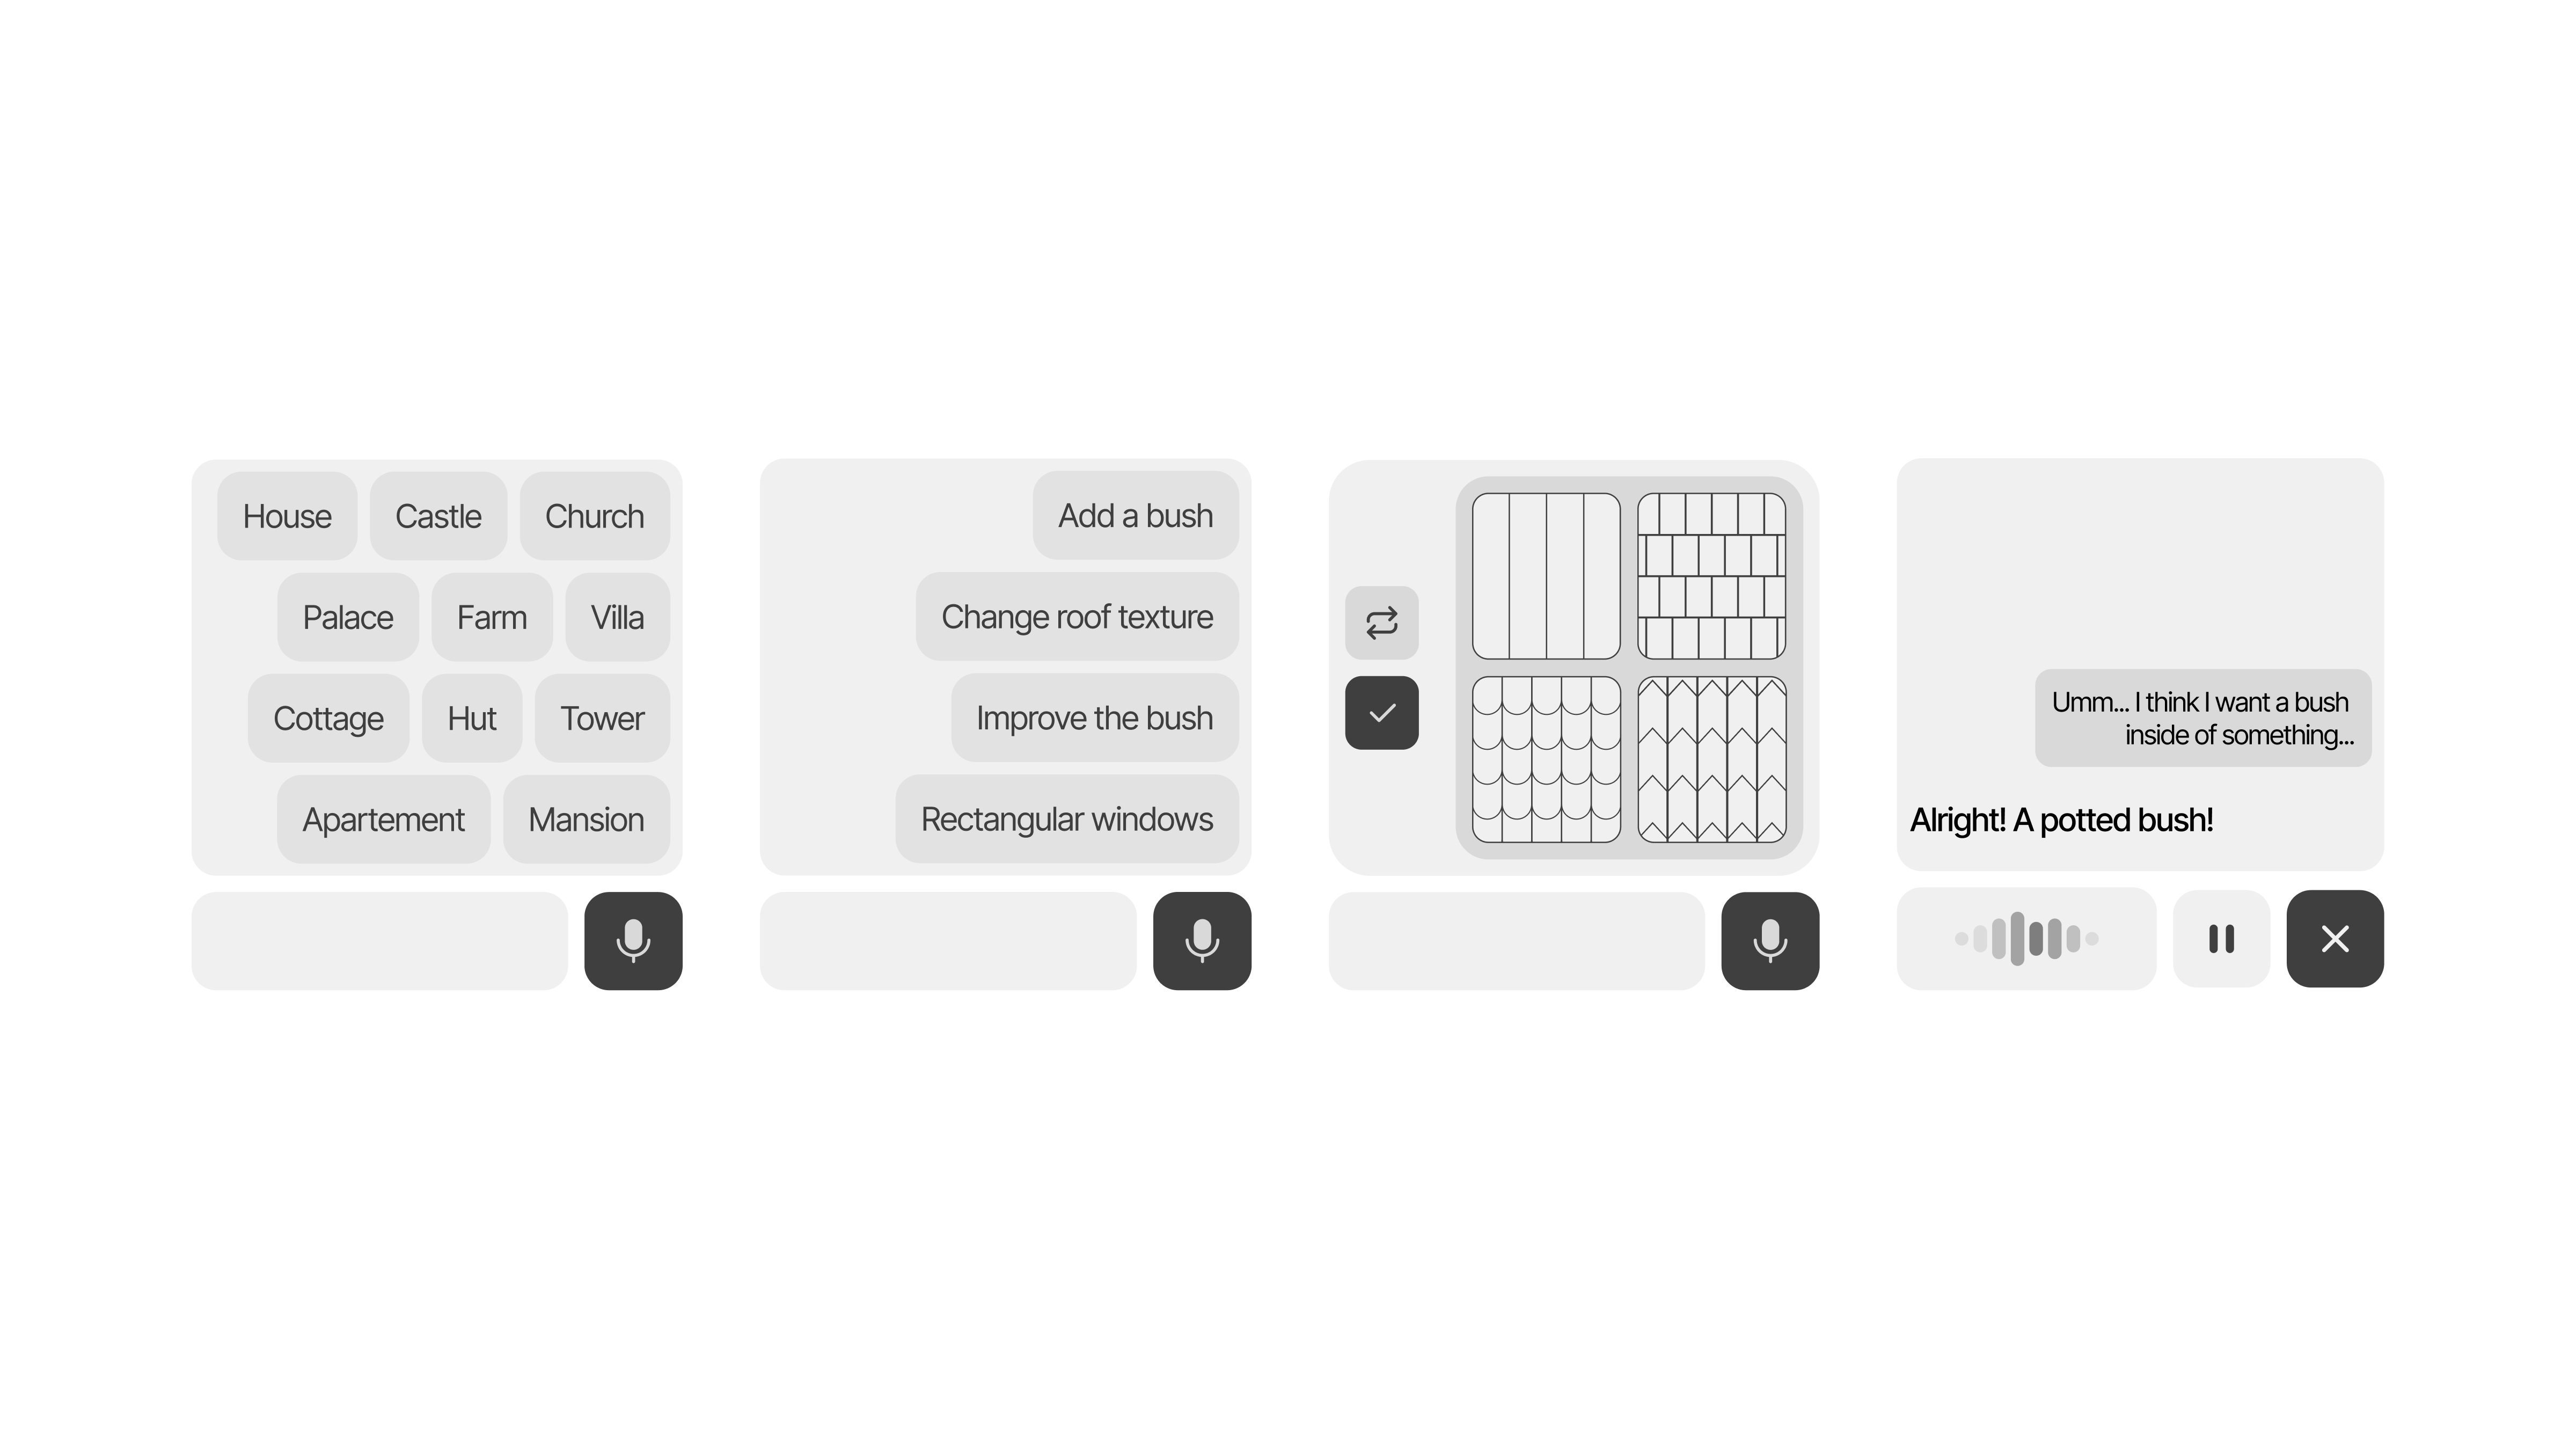 House Castle Church
Palace Farm Villa
Cottage Hut Tower
Apartement Mansion
Add a bush
Change roof texture
Improve the bush
Rectangular windows
Umm... I think I want a bush
inside of something...
Alright! A potted bush!